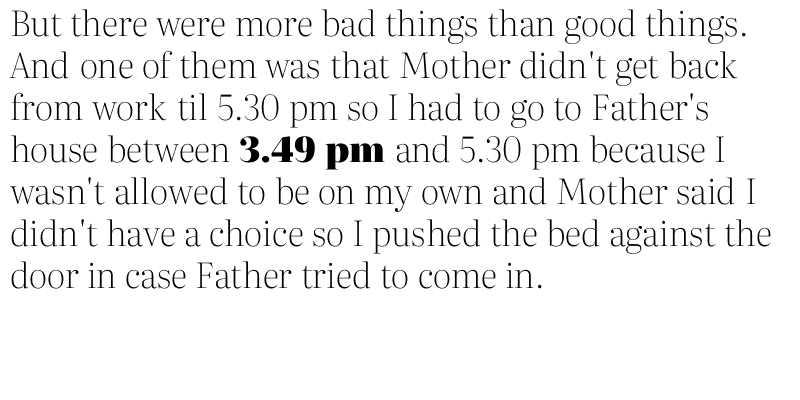 But there were more bad things than good things.
And one of them was that Mother didn't get back
from work til 5.30 pm so I had to go to Father's
house between 3.49 pm and 5.30 pm because I
wasn't allowed to be on my own and Mother said I
didn't have a choice so I pushed the bed against the
door in case Father tried to come in.